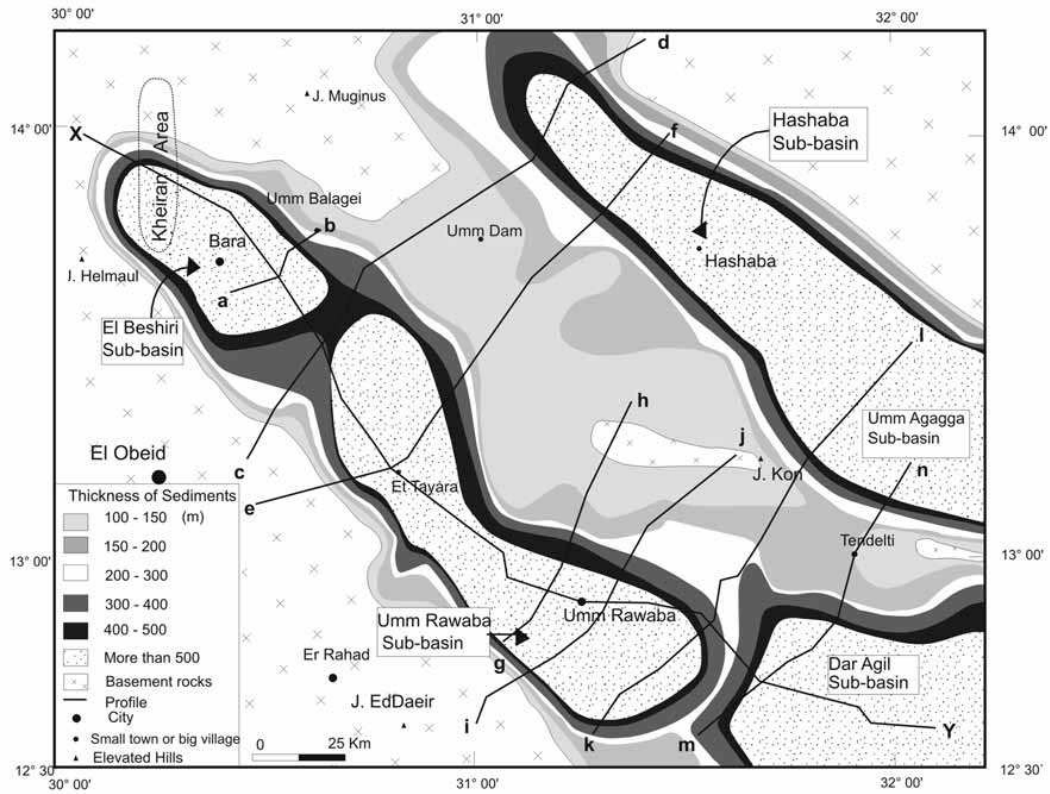 30° 00'
31° 00'
32° 00'
d
J. Muginus
X
14° 00'
14° 00'
f
Hashaba
Sub-basin
Kheiran Area
Umm Balagei
b
Umm Dam
Bara
Hashaba
J. Helmaul
a
El Beshiri
Sub-basin
l
h
Umm Agagga
Sub-basin
j
El Obeid
c
J. Kon
n
Et Tayara
e
Thickness of Sediments
100 - 150 (m)
150 - 200
200 - 300
300 - 400
400 - 500
More than 500
Basement rocks
Profile
City
Small town or big village
Elevated Hills
Tendelti
13° 00'
13° 00'
Umm Rawaba
Umm Rawaba
Sub-basin
Er Rahad
g
Dar Agil
Sub-basin
J. EdDaeir
i
k
m
Y
0 25 Km
12° 30'
12° 30'
30° 00'
31° 00'
32° 00'